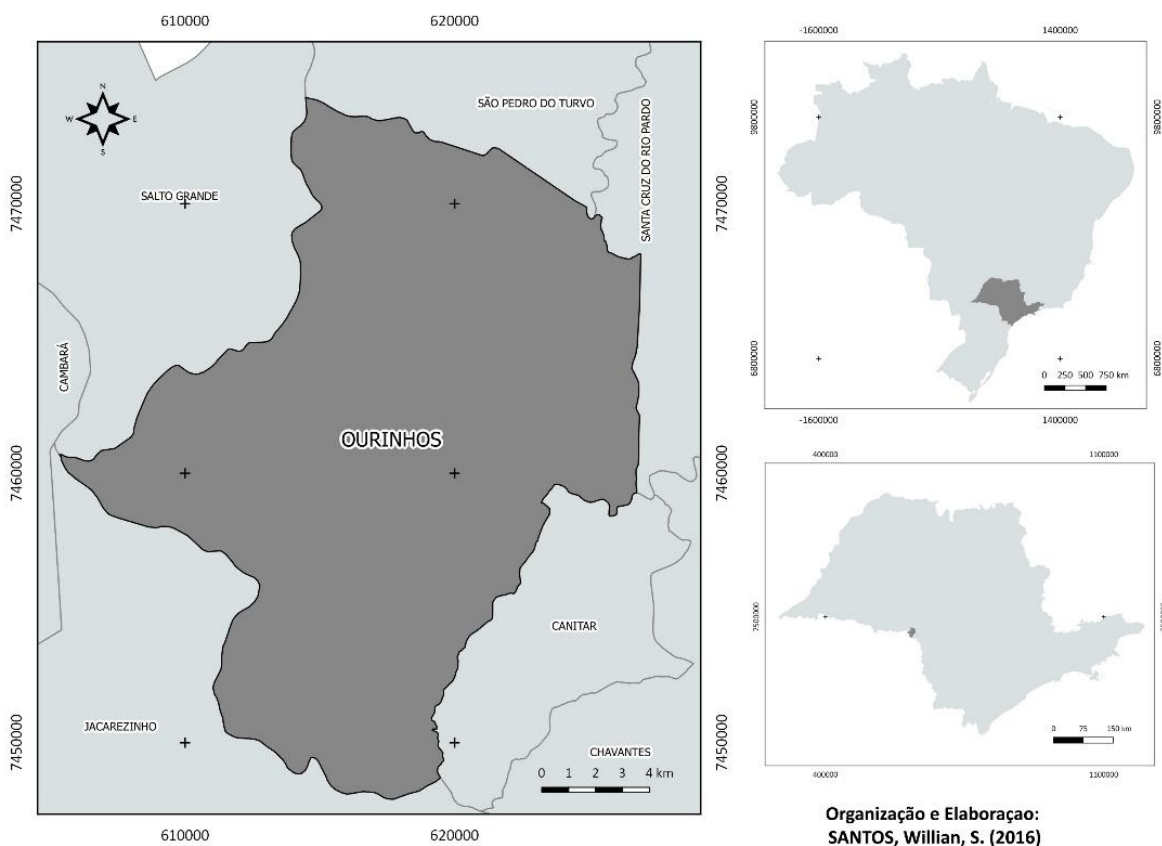 610000
620000
N
W
E
S
SÃO PEDRO DO TURVO
SANTA CRUZ DO RIO PARDO
SALTO GRANDE
CAMBARÁ
OURINHOS
CANITAR
JACAREZINHO
CHAVANTES
0 1 2 3 4 km
7470000
7460000
7450000
7470000
7460000
7450000
610000
620000
-1600000
1400000
9800000
9800000
6800000
6800000
0 250 500 750 km
-1600000
1400000
400000
1100000
7500000
0 75 150 km
400000
1100000
Organização e Elaboraçao:
SANTOS, Willian, S. (2016)